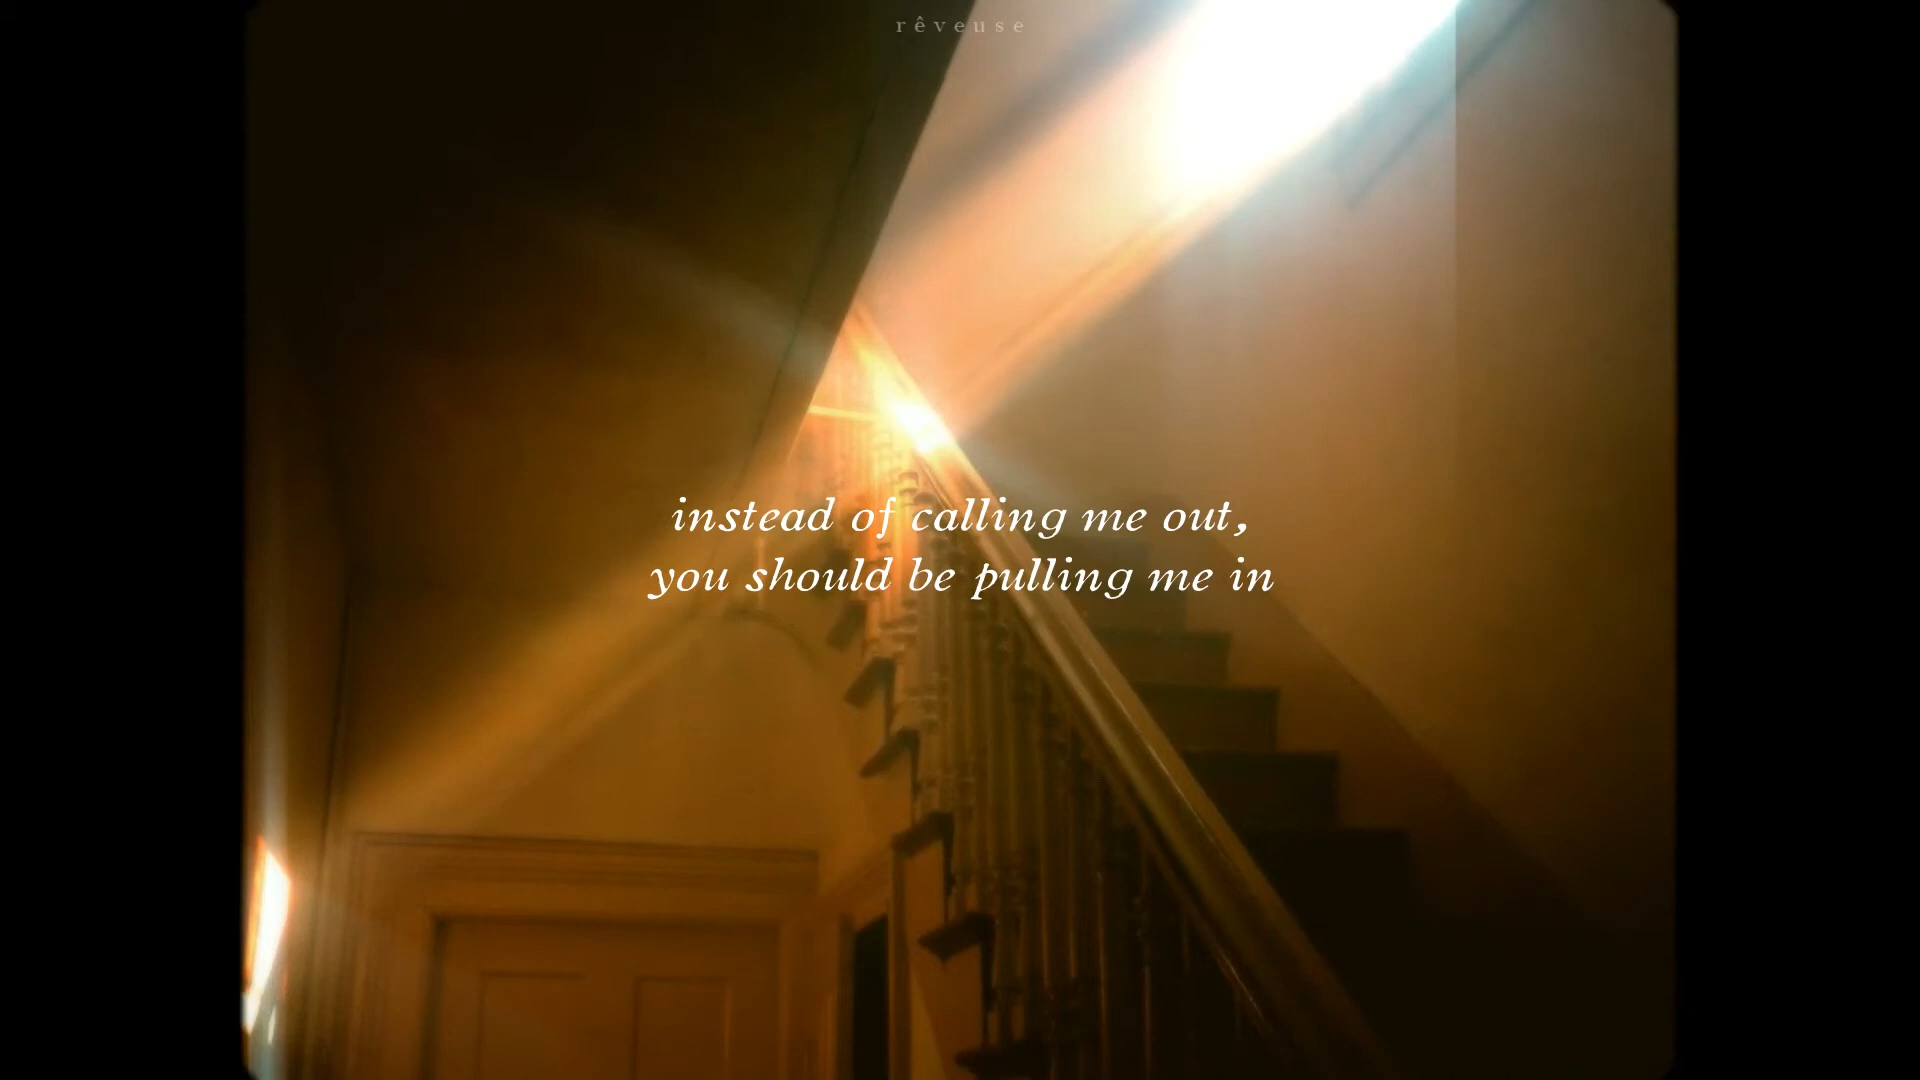 rêveuse
instead of calling me out,
you should be pulling me in